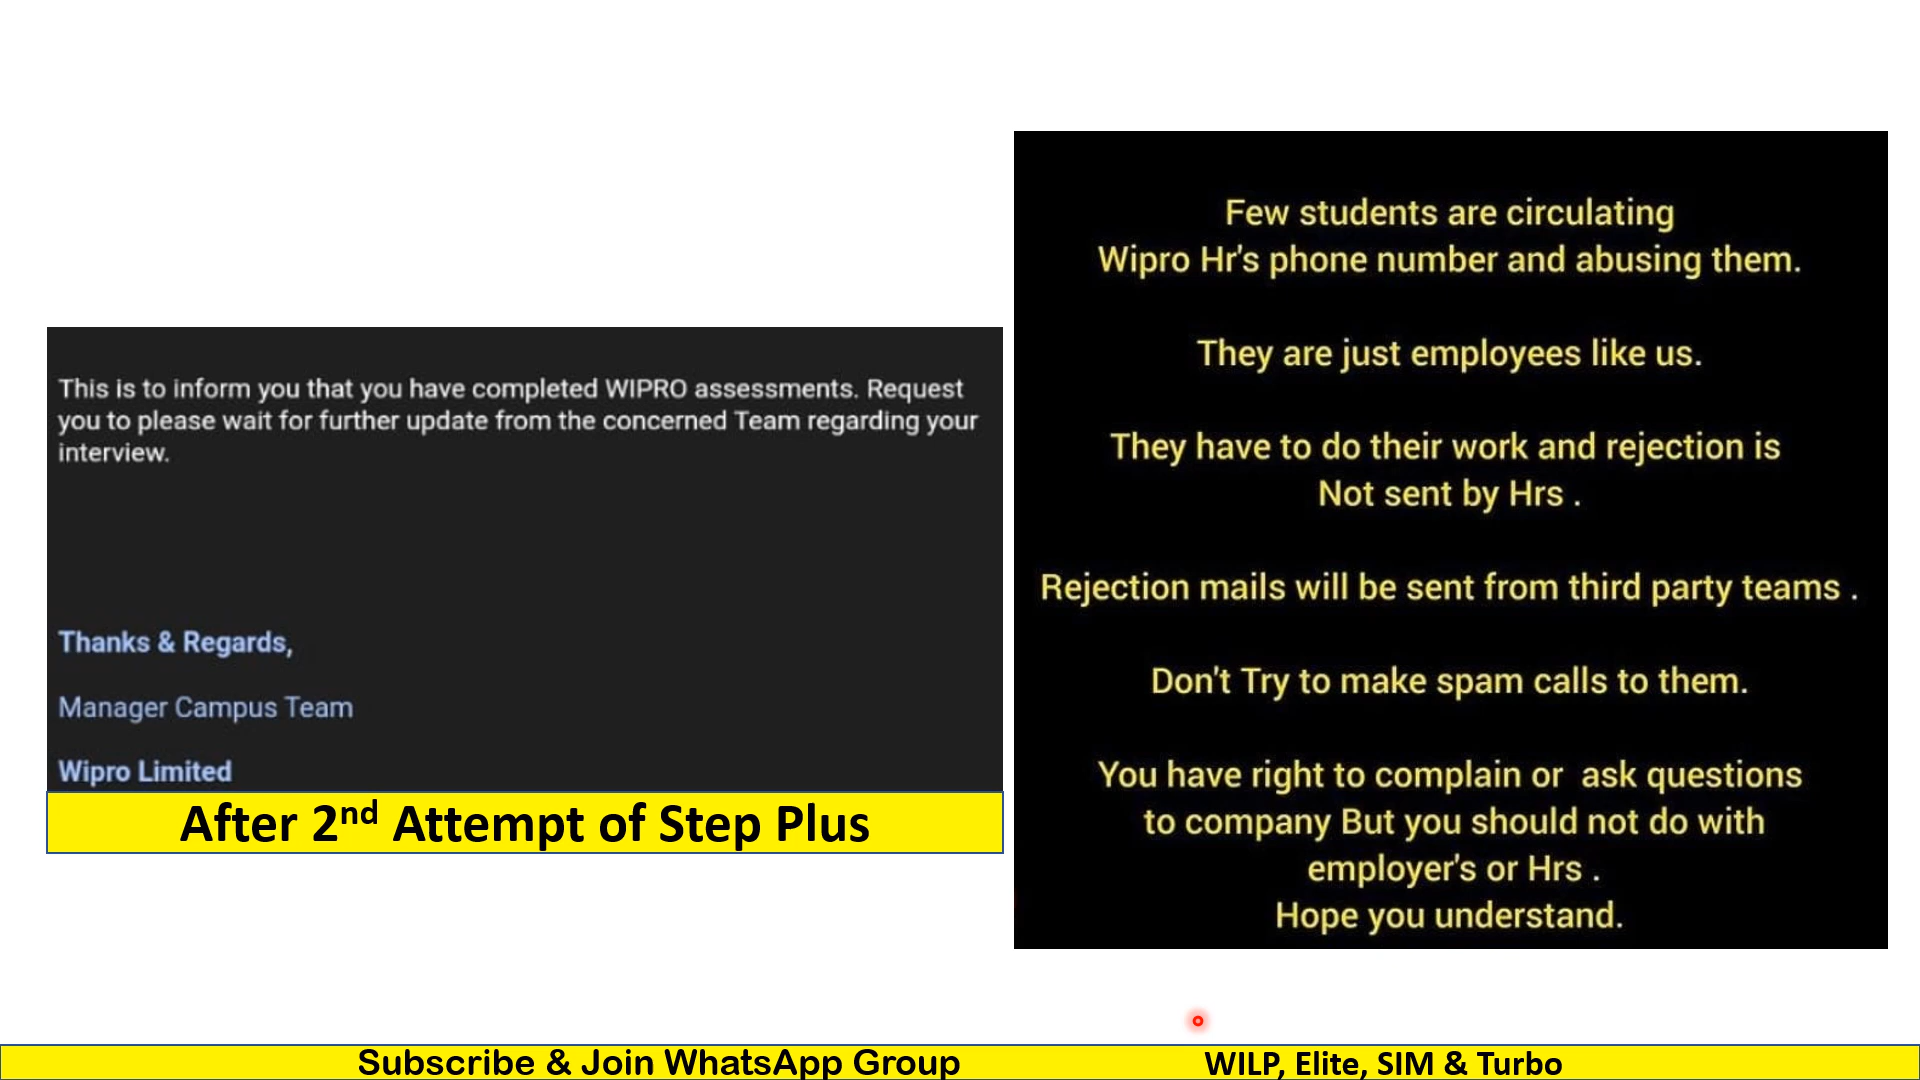 This is to inform you that you have completed WIPRO assessments. Request
you to please wait for further update from the concerned Team regarding your
interview.
Thanks & Regards,
Manager Campus Team
Wipro Limited
After 2nd Attempt of Step Plus
Few students are circulating
Wipro Hr's phone number and abusing them.
They are just employees like us.
They have to do their work and rejection is
Not sent by Hrs .
Rejection mails will be sent from third party teams .
Don't Try to make spam calls to them.
You have right to complain or  ask questions
to company But you should not do with
employer's or Hrs .
Hope you understand.
Subscribe & Join WhatsApp Group
WILP, Elite, SIM & Turbo